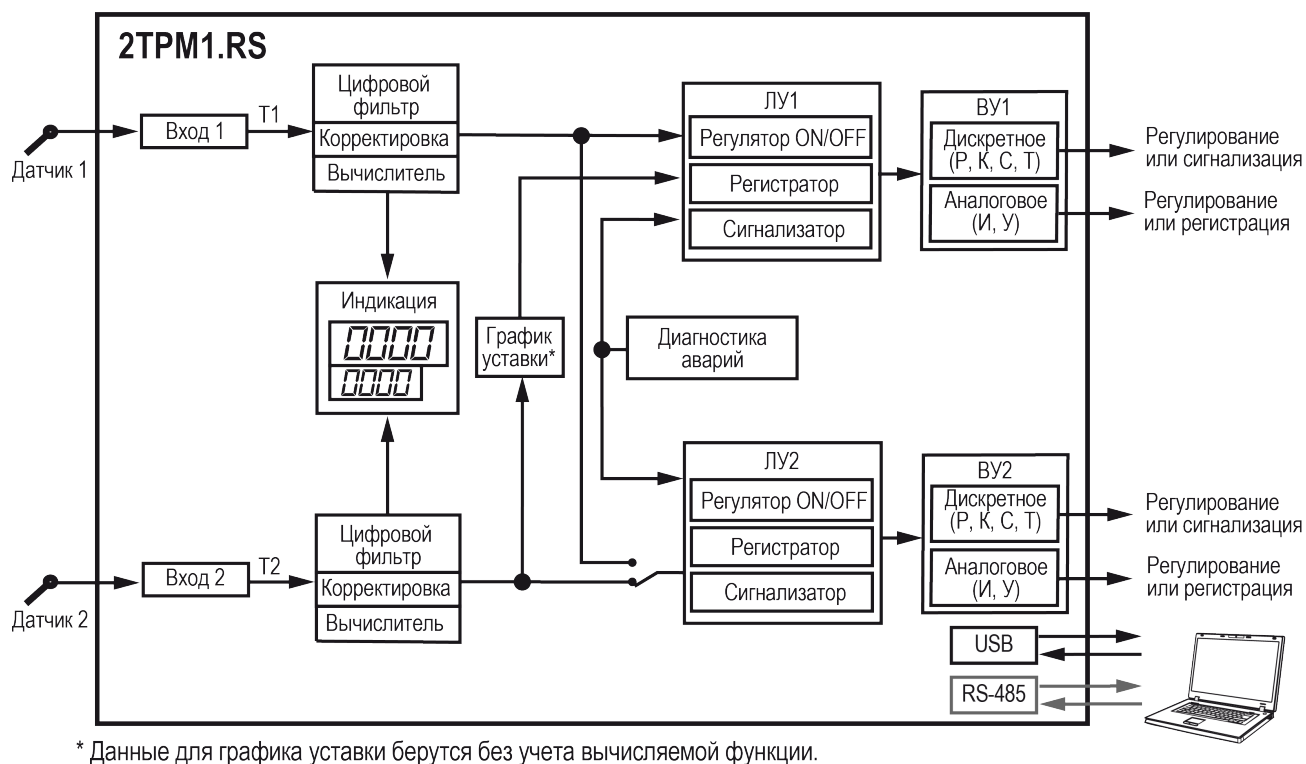 2ТРМ1.RS
Датчик 1
Вход 1
Т1
Цифровой
фильтр
Корректировка
Вычислитель
ЛУ1
Регулятор ON/OFF
Регистратор
Сигнализатор
ВУ1
Дискретное
(Р, К, С, Т)
Аналоговое
(И, У)
Регулирование
или сигнализация
Регулирование
или регистрация
Индикация
0000
0000
График
уставки*
Диагностика
аварий
Датчик 2
Вход 2
Т2
Цифровой
фильтр
Корректировка
Вычислитель
ЛУ2
Регулятор ON/OFF
Регистратор
Сигнализатор
ВУ2
Дискретное
(Р, К, С, Т)
Аналоговое
(И, У)
Регулирование
или сигнализация
Регулирование
или регистрация
USB
RS-485
* Данные для графика уставки берутся без учета вычисляемой функции.